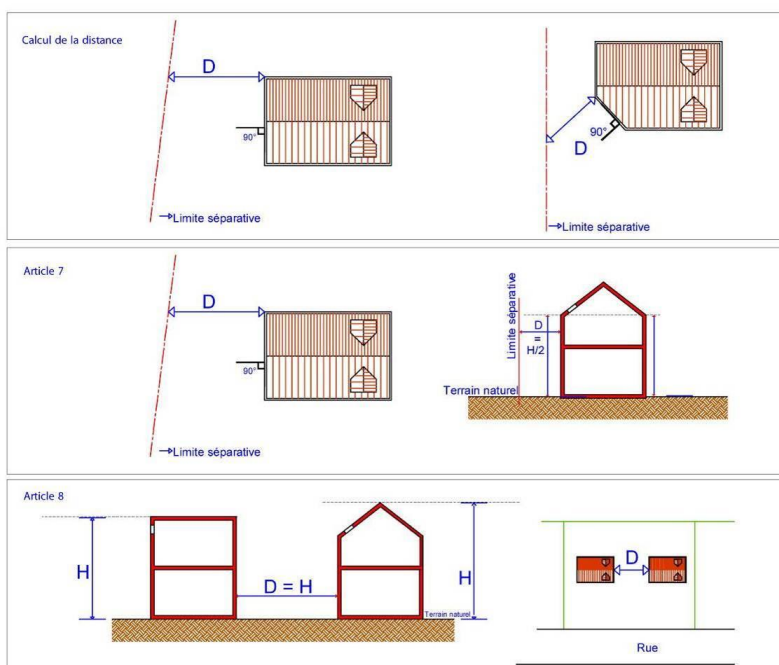 Calcul de la distance
D
90°
Limite séparative
D
90°
Limite séparative
Article 7
D
90°
Limite séparative
Limite séparative
D
=
H/2
Terrain naturel
Article 8
H
D = H
H
Terrain naturel
D
Rue